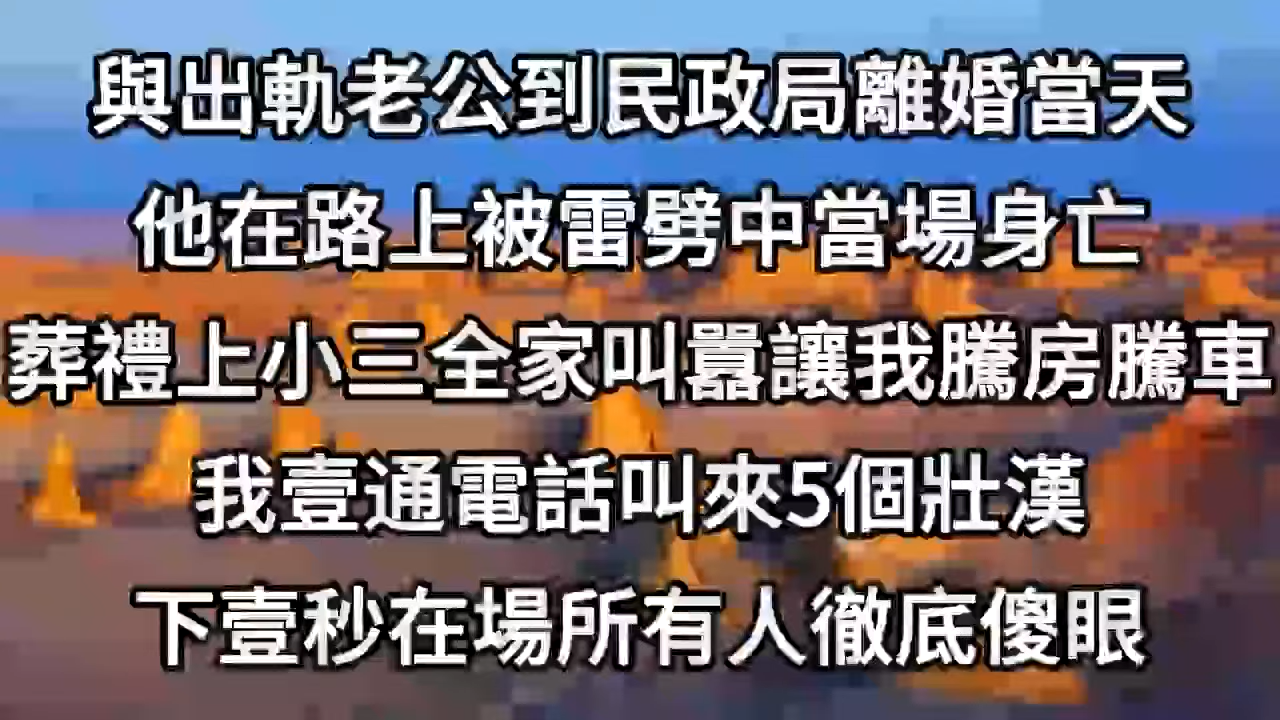 與出軌老公到民政局離婚當天
他在路上被雷劈中當場身亡
葬禮上小三全家叫囂讓我騰房騰車
我壹通電話叫來5個壯漢
下壹秒在場所有人徹底傻眼